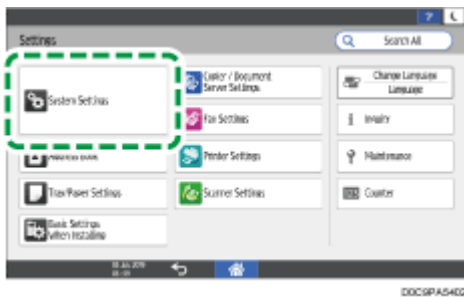 ?
Settings
Search All
System Settings
Copier / Document
Server Settings
Change Language
Language
Fax Settings
Inquiry
Address Book
Printer Settings
Maintenance
Tray/Paper Settings
Scanner Settings
Counter
Basic Settings
when Installing